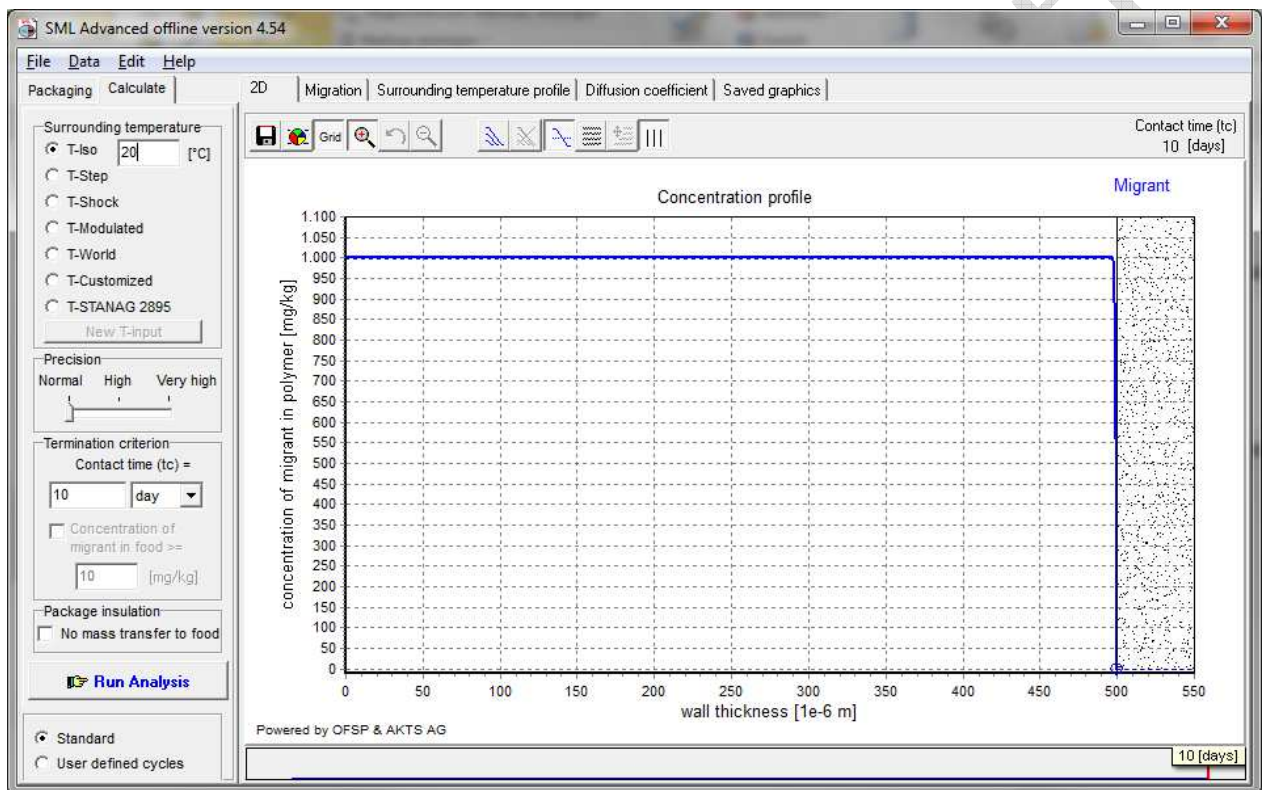 SML Advanced offline version 4.54
File Data Edit Help
Packaging Calculate
2D Migration Surrounding temperature profile Diffusion coefficient Saved graphics
Surrounding temperature
T-Iso 20 [°C]
T-Step
T-Shock
T-Modulated
T-World
T-Customized
T-STANAG 2895
New T-input
Precision
Normal High Very high
Termination criterion
Contact time (tc) =
10 day
Concentration of
migrant in food >=
10 [mg/kg]
Package insulation
No mass transfer to food
Run Analysis
Standard
User defined cycles
Grid
Contact time (tc)
10 [days]
Migrant
Concentration profile
concentration of migrant in polymer [mg/kg]
1.100
1.050
1.000
950
900
850
800
750
700
650
600
550
500
450
400
350
300
250
200
150
100
50
0
0 50 100 150 200 250 300 350 400 450 500 550
wall thickness [1e-6 m]
Powered by OFSP & AKTS AG
10 [days]